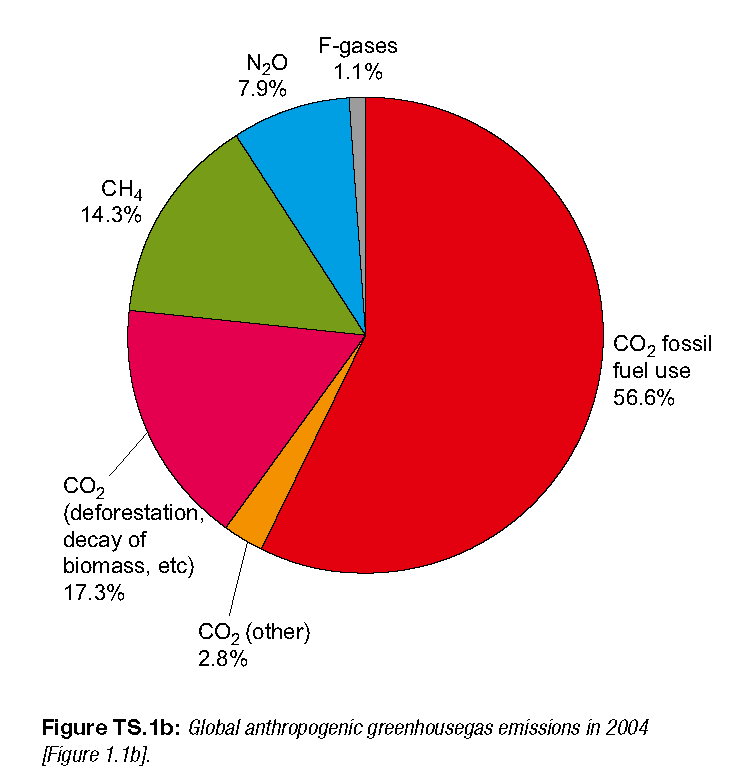 F-gases
1.1%
N₂O
7.9%
CH₄
14.3%
CO₂ fossil
fuel use
56.6%
CO₂
(deforestation,
decay of
biomass, etc)
17.3%
CO₂ (other)
2.8%
Figure TS.1b: Global anthropogenic greenhousegas emissions in 2004
[Figure 1.1b].